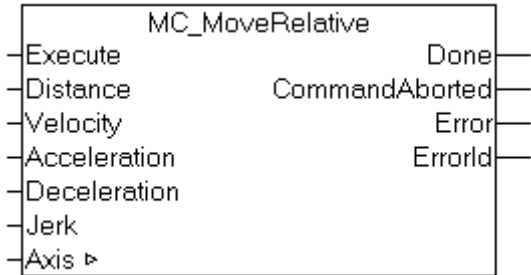 MC_MoveRelative
Execute Done
Distance CommandAborted
Velocity Error
Acceleration ErrorId
Deceleration
Jerk
Axis ▷